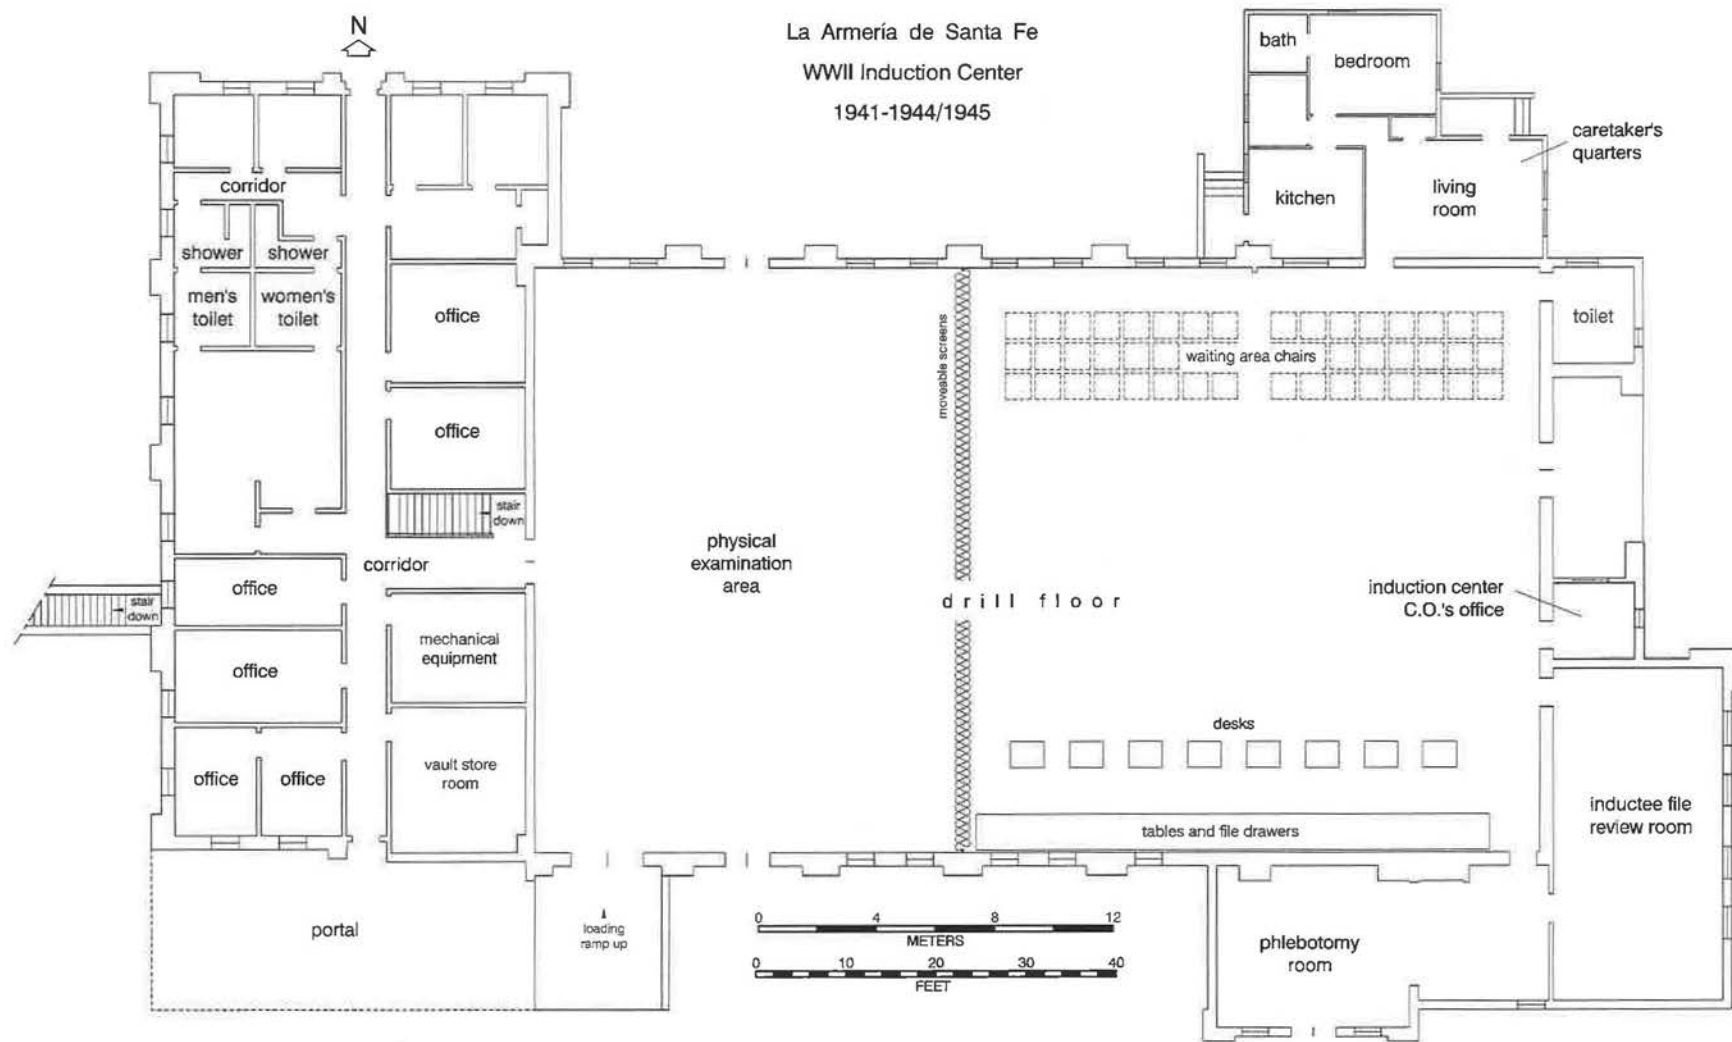 N
La Armería de Santa Fe
WWII Induction Center
1941-1944/1945
bath
bedroom
caretaker's
quarters
corridor
kitchen
living
room
shower
shower
men's
toilet
women's
toilet
office
moveable screens
toilet
waiting area chairs
office
stair
down
physical
examination
area
corridor
office
stair
down
drill floor
induction center
C.O.'s office
mechanical
equipment
office
desks
vault store
room
office
office
tables and file drawers
inductee file
review room
portal
loading
ramp up
0 4 8 12
METERS
0 10 20 30 40
FEET
phlebotomy
room